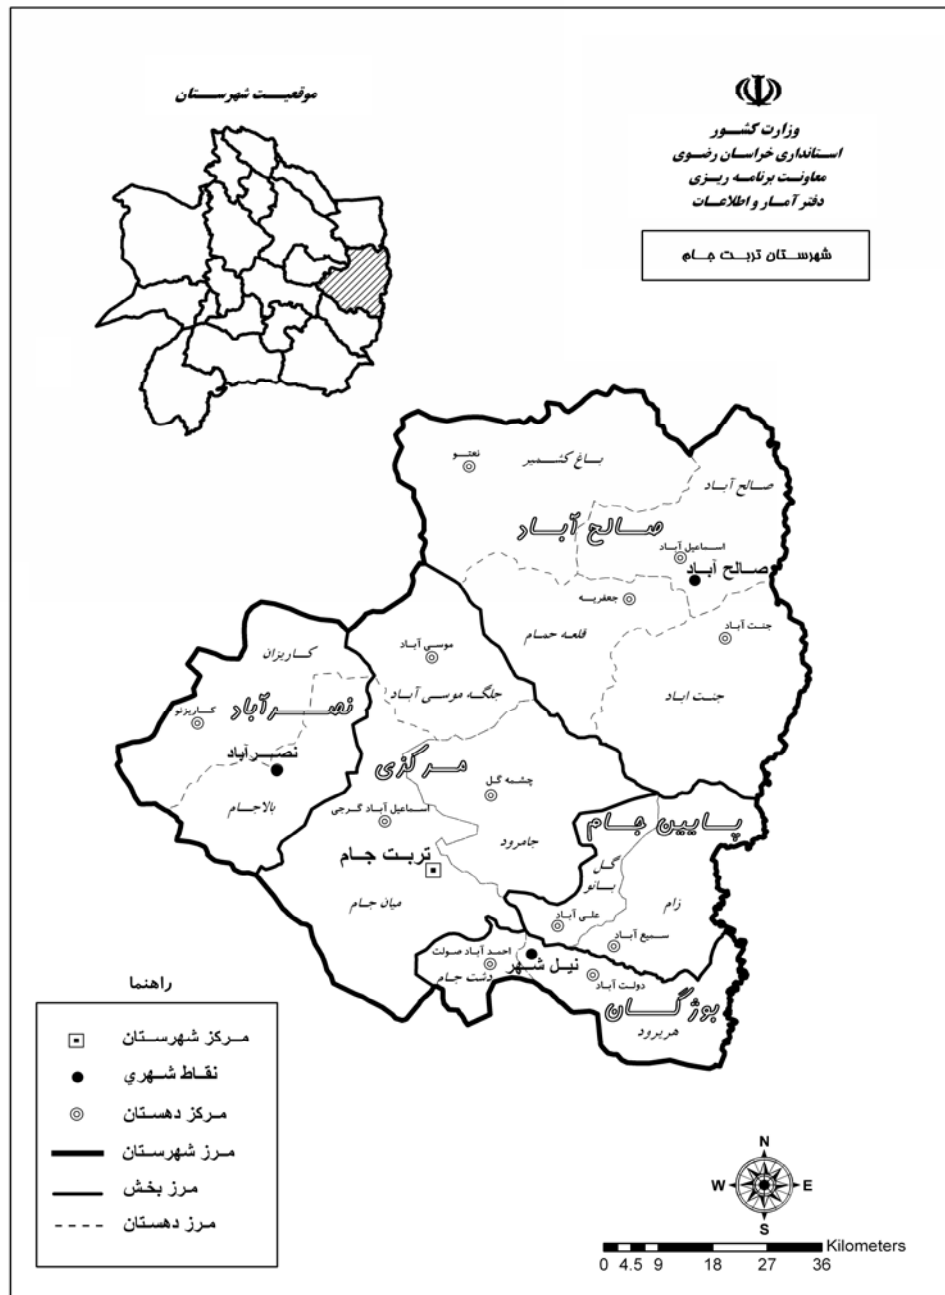 موقعیت شهرستان
وزارت کشور
استانداری خراسان رضوی
معاونت برنامه ریزی
دفتر آمار و اطلاعات
شهرستان تربت جام
نعتو
باغ کشمیر
صالح آباد
صالح آباد
اسماعیل آباد
صالح آباد
جعفریه
قلعه حمام
جنت آباد
جنت اباد
موسی آباد
جلگه موسی آباد
کاریزان
کاریزنو
نصرآباد
نصرآباد
بالاجام
مرکزی
چشمه گل
اسماعیل آباد گرجی
جامرود
تربت جام
میان جام
پایین جام
گل
بانو
زام
علی آباد
سمیع آباد
احمد آباد صولت
نیل شهر
دشت جام
دولت آباد
بوژگان
هریرود
راهنما
مرکز شهرستان
نقاط شهري
مرکز دهستان
مرز شهرستان
مرز بخش
مرز دهستان
N
W
E
S
Kilometers
0 4.5 9 18 27 36